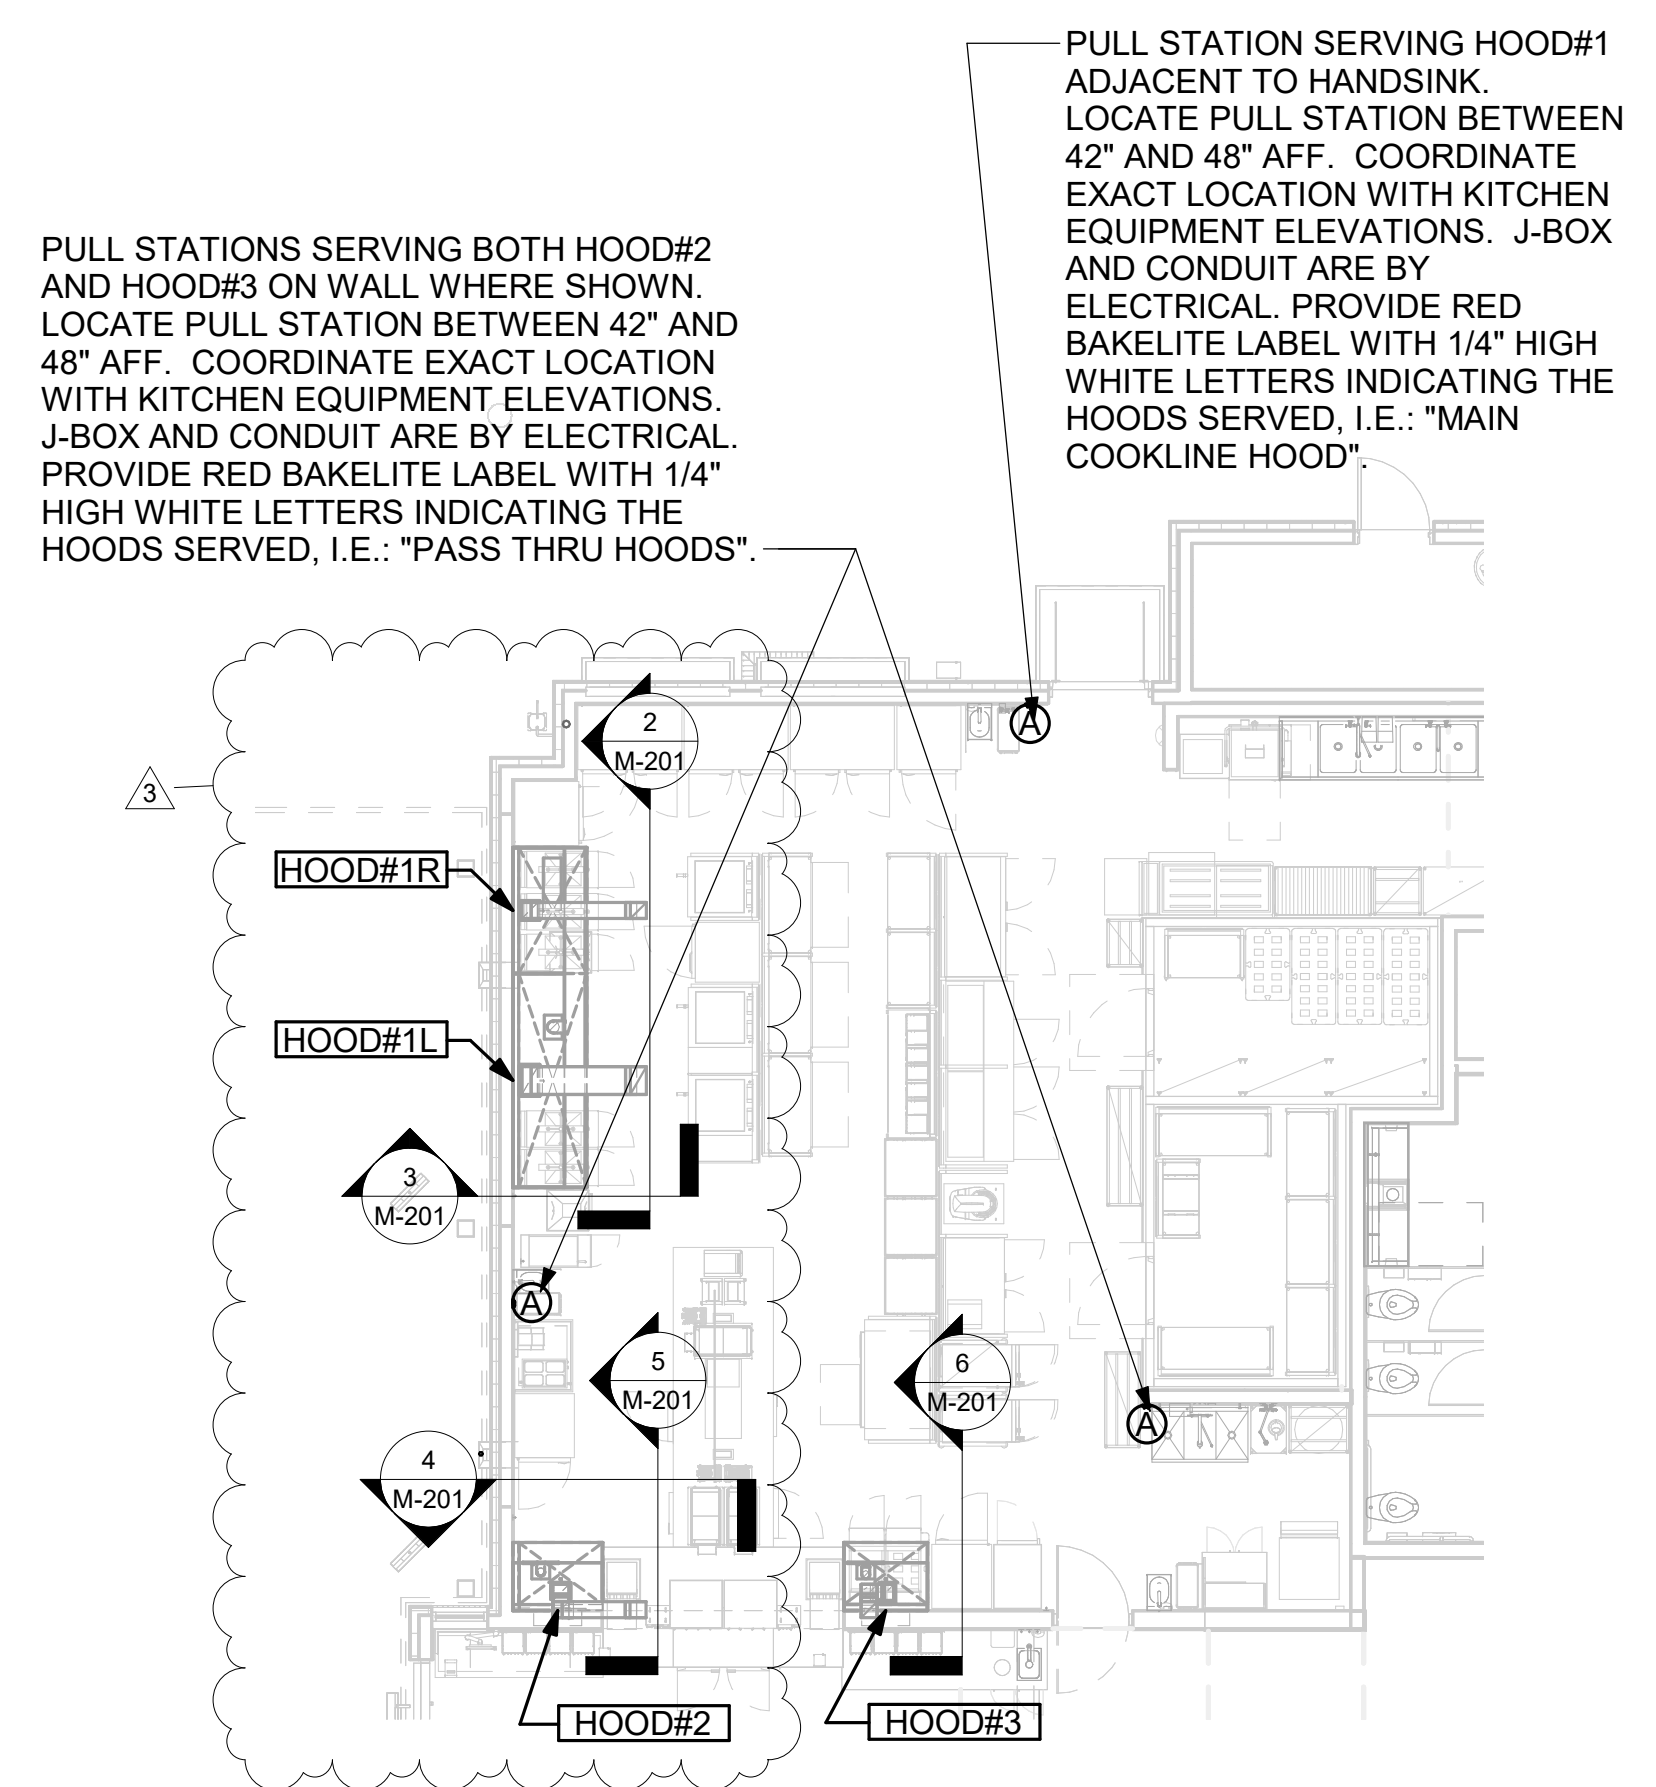 PULL STATION SERVING HOOD#1
ADJACENT TO HANDSINK.
LOCATE PULL STATION BETWEEN
42" AND 48" AFF. COORDINATE
EXACT LOCATION WITH KITCHEN
EQUIPMENT ELEVATIONS. J-BOX
AND CONDUIT ARE BY
ELECTRICAL. PROVIDE RED
BAKELITE LABEL WITH 1/4" HIGH
WHITE LETTERS INDICATING THE
HOODS SERVED, I.E.: "MAIN
COOKLINE HOOD".
PULL STATIONS SERVING BOTH HOOD#2
AND HOOD#3 ON WALL WHERE SHOWN.
LOCATE PULL STATION BETWEEN 42" AND
48" AFF. COORDINATE EXACT LOCATION
WITH KITCHEN EQUIPMENT ELEVATIONS.
J-BOX AND CONDUIT ARE BY ELECTRICAL.
PROVIDE RED BAKELITE LABEL WITH 1/4"
HIGH WHITE LETTERS INDICATING THE
HOODS SERVED, I.E.: "PASS THRU HOODS".
A
2
M-201
3
HOOD#1R
HOOD#1L
3
M-201
A
5
M-201
6
M-201
A
4
M-201
HOOD#2
HOOD#3